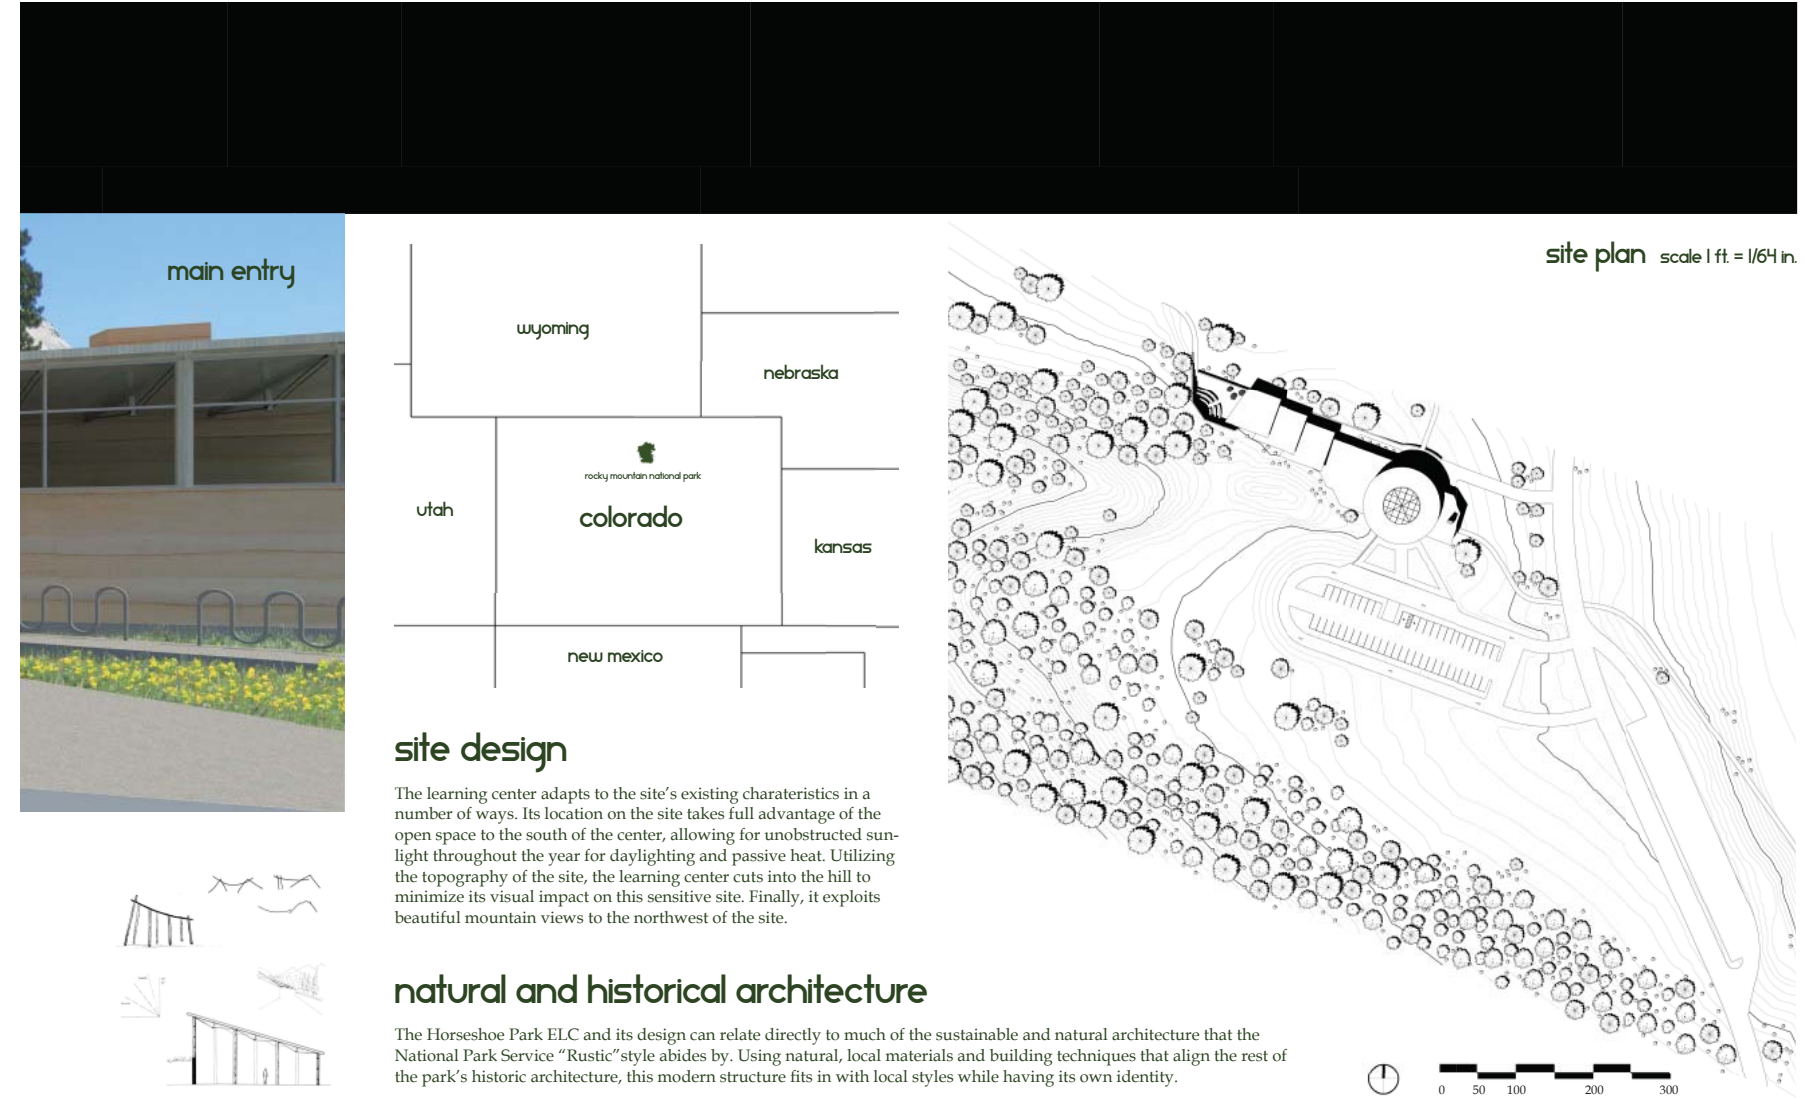 main entry
wyoming
nebraska
rocky mountain national park
utah
colorado
kansas
new mexico
site plan scale 1 ft. = 1/64 in.
site design
The learning center adapts to the site's existing charateristics in a
number of ways. Its location on the site takes full advantage of the
open space to the south of the center, allowing for unobstructed sun-
light throughout the year for daylighting and passive heat. Utilizing
the topography of the site, the learning center cuts into the hill to
minimize its visual impact on this sensitive site. Finally, it exploits
beautiful mountain views to the northwest of the site.
natural and historical architecture
The Horseshoe Park ELC and its design can relate directly to much of the sustainable and natural architecture that the
National Park Service “Rustic”style abides by. Using natural, local materials and building techniques that align the rest of
the park's historic architecture, this modern structure fits in with local styles while having its own identity.
0 50 100 200 300